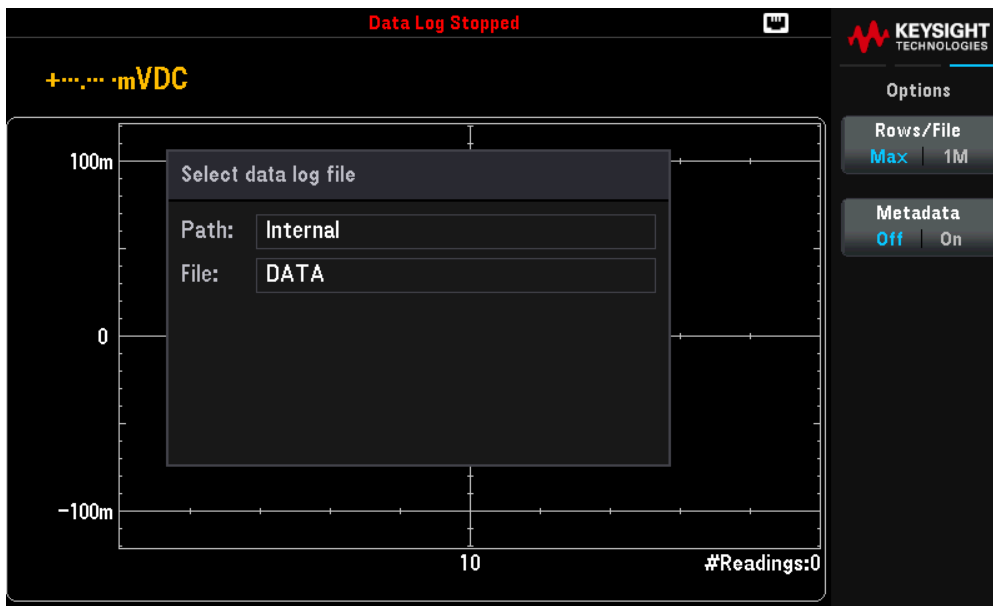 Data Log Stopped
KEYSIGHT
TECHNOLOGIES
+---.--- -mVDC
Options
Rows/File
Max | 1M
Metadata
Off | On
Select data log file
Path: Internal
File: DATA
100m
0
-100m
10
#Readings:0